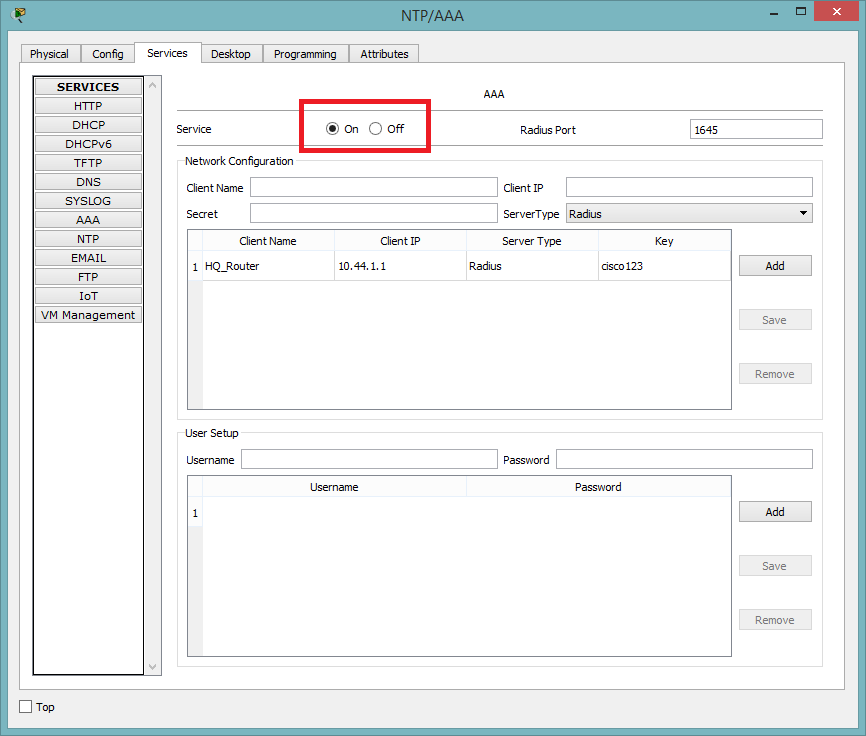 NTP/AAA
Physical Config Services Desktop Programming Attributes
SERVICES
HTTP
DHCP
DHCPv6
TFTP
DNS
SYSLOG
AAA
NTP
EMAIL
FTP
IoT
VM Management
AAA
Service On Off Radius Port 1645
Network Configuration
Client Name Client IP
Secret ServerType Radius
Client Name Client IP Server Type Key
1 HQ_Router 10.44.1.1 Radius cisco123
Add
Save
Remove
User Setup
Username Password
Username Password
1
Add
Save
Remove
Top